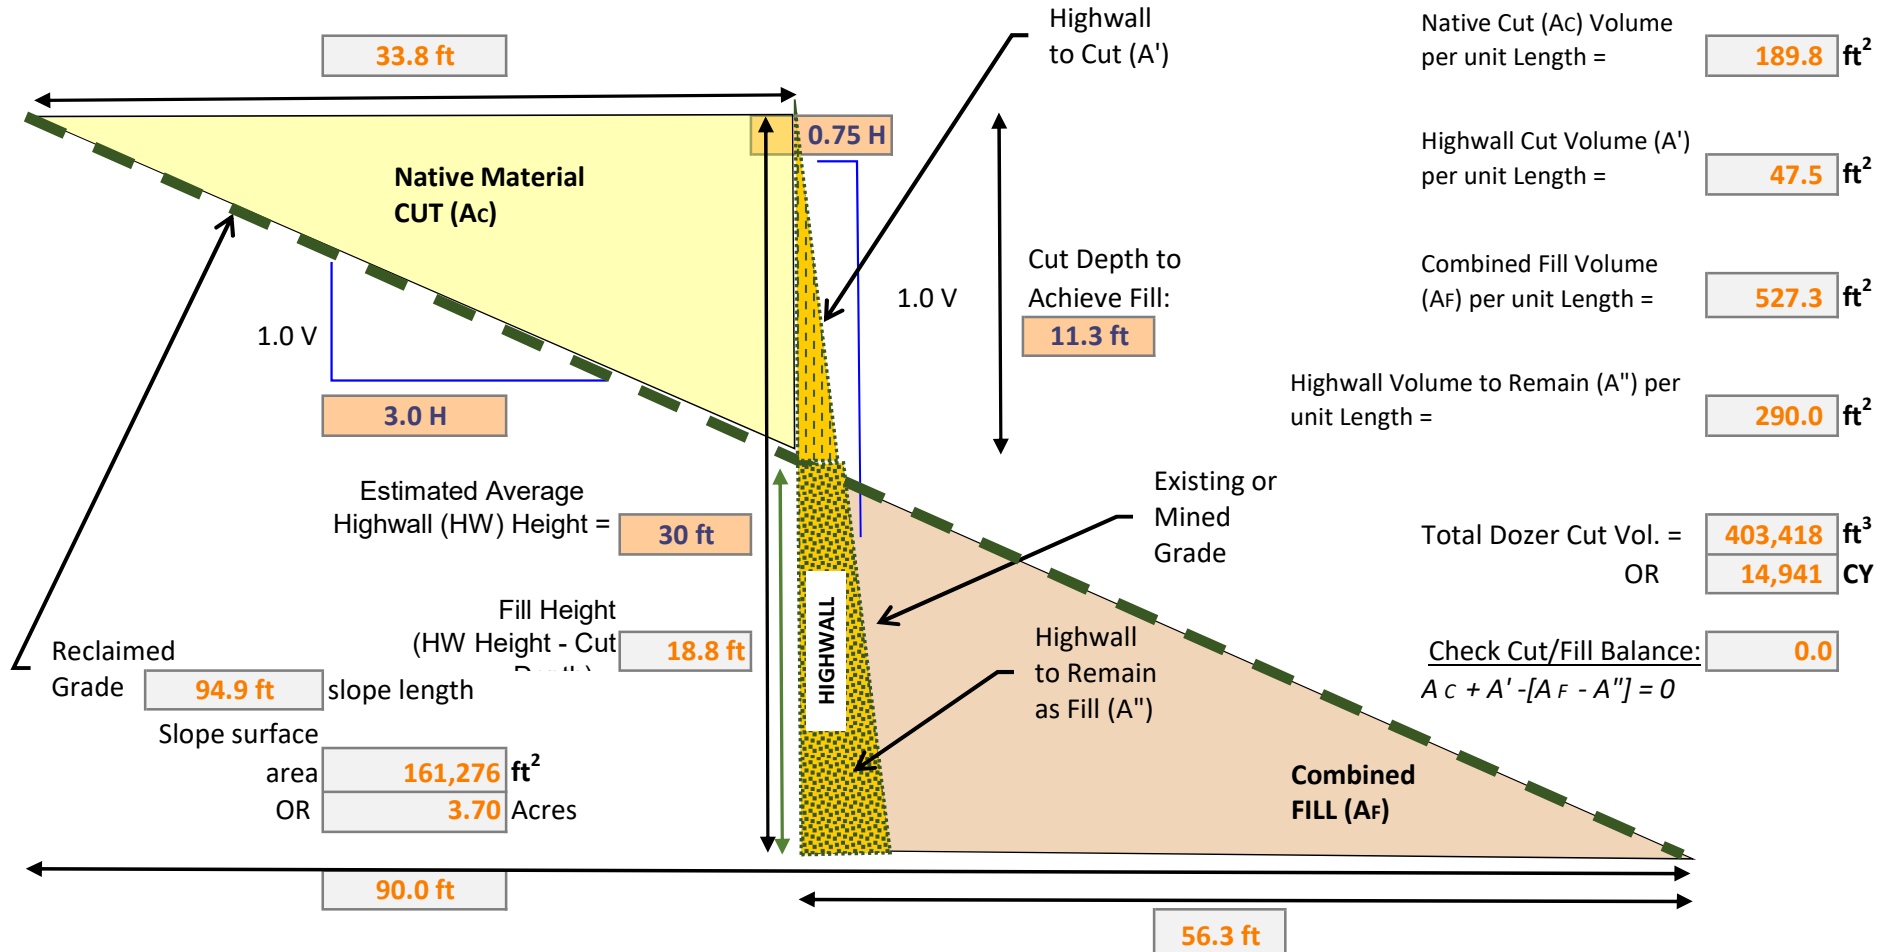 33.8 ft
Highwall
to Cut (A')
Native Cut (Ac) Volume
per unit Length =
189.8 ft²
0.75 H
Native Material
CUT (Ac)
Highwall Cut Volume (A')
per unit Length =
47.5 ft²
1.0 V
1.0 V
Cut Depth to
Achieve Fill:
11.3 ft
Combined Fill Volume
(AF) per unit Length =
527.3 ft²
3.0 H
Highwall Volume to Remain (A") per
unit Length =
290.0 ft²
Estimated Average
Highwall (HW) Height =
30 ft
Existing or
Mined
Grade
Total Dozer Cut Vol. =
403,418 ft³
OR
14,941 CY
Fill Height
(HW Height - Cut
18.8 ft
HIGHWALL
Highwall
to Remain
as Fill (A")
Check Cut/Fill Balance:
0.0
A C + A' -[A F - A"] = 0
Reclaimed
Grade
94.9 ft slope length
Slope surface
area
161,276 ft²
OR
3.70 Acres
Combined
FILL (AF)
90.0 ft
56.3 ft